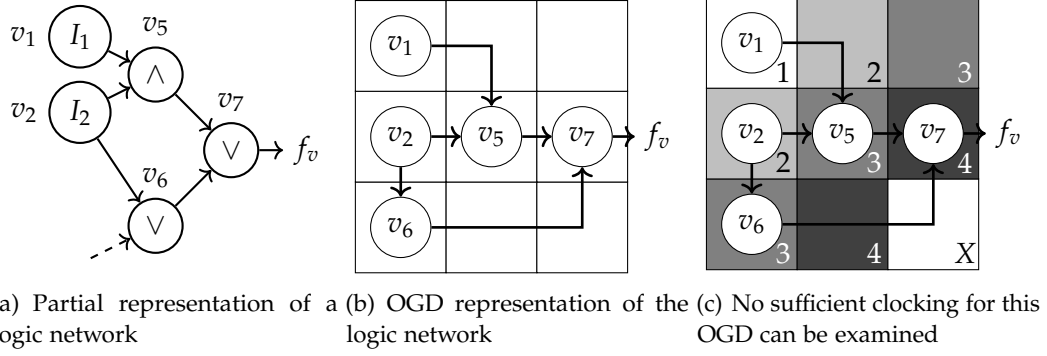 v1 I1 v5 ∧ v2 I2 v7 ∨ fv v6 ∨
v1 v2 v5 v7 fv v6
v1 1 2 3 v2 2 v5 3 v7 4 fv v6 3 4 X
a) Partial representation of a (b) OGD representation of the (c) No sufficient clocking for this
ogic network logic network OGD can be examined